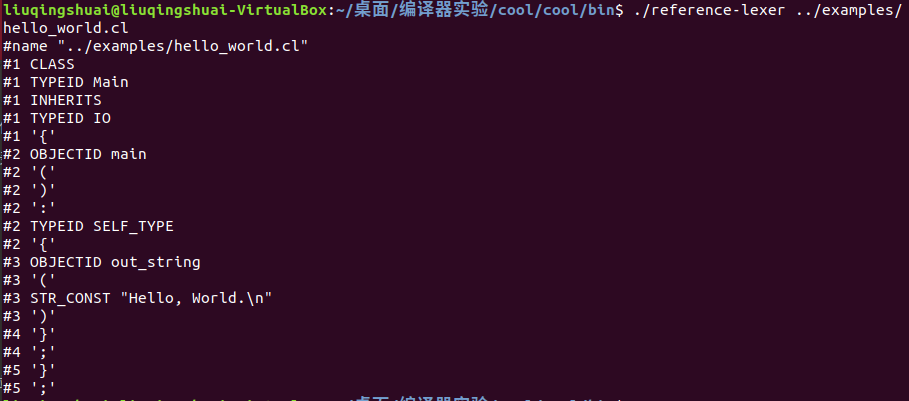 liuqingshuai@liuqingshuai-VirtualBox:~/桌面/编译器实验/cool/cool/bin$ ./reference-lexer ../examples/
hello_world.cl
#name "../examples/hello_world.cl"
#1 CLASS
#1 TYPEID Main
#1 INHERITS
#1 TYPEID IO
#1 '{'
#2 OBJECTID main
#2 '('
#2 ')'
#2 ':'
#2 TYPEID SELF_TYPE
#2 '{'
#3 OBJECTID out_string
#3 '('
#3 STR_CONST "Hello, World.\n"
#3 ')'
#4 '}'
#4 ';'
#5 '}'
#5 ';'